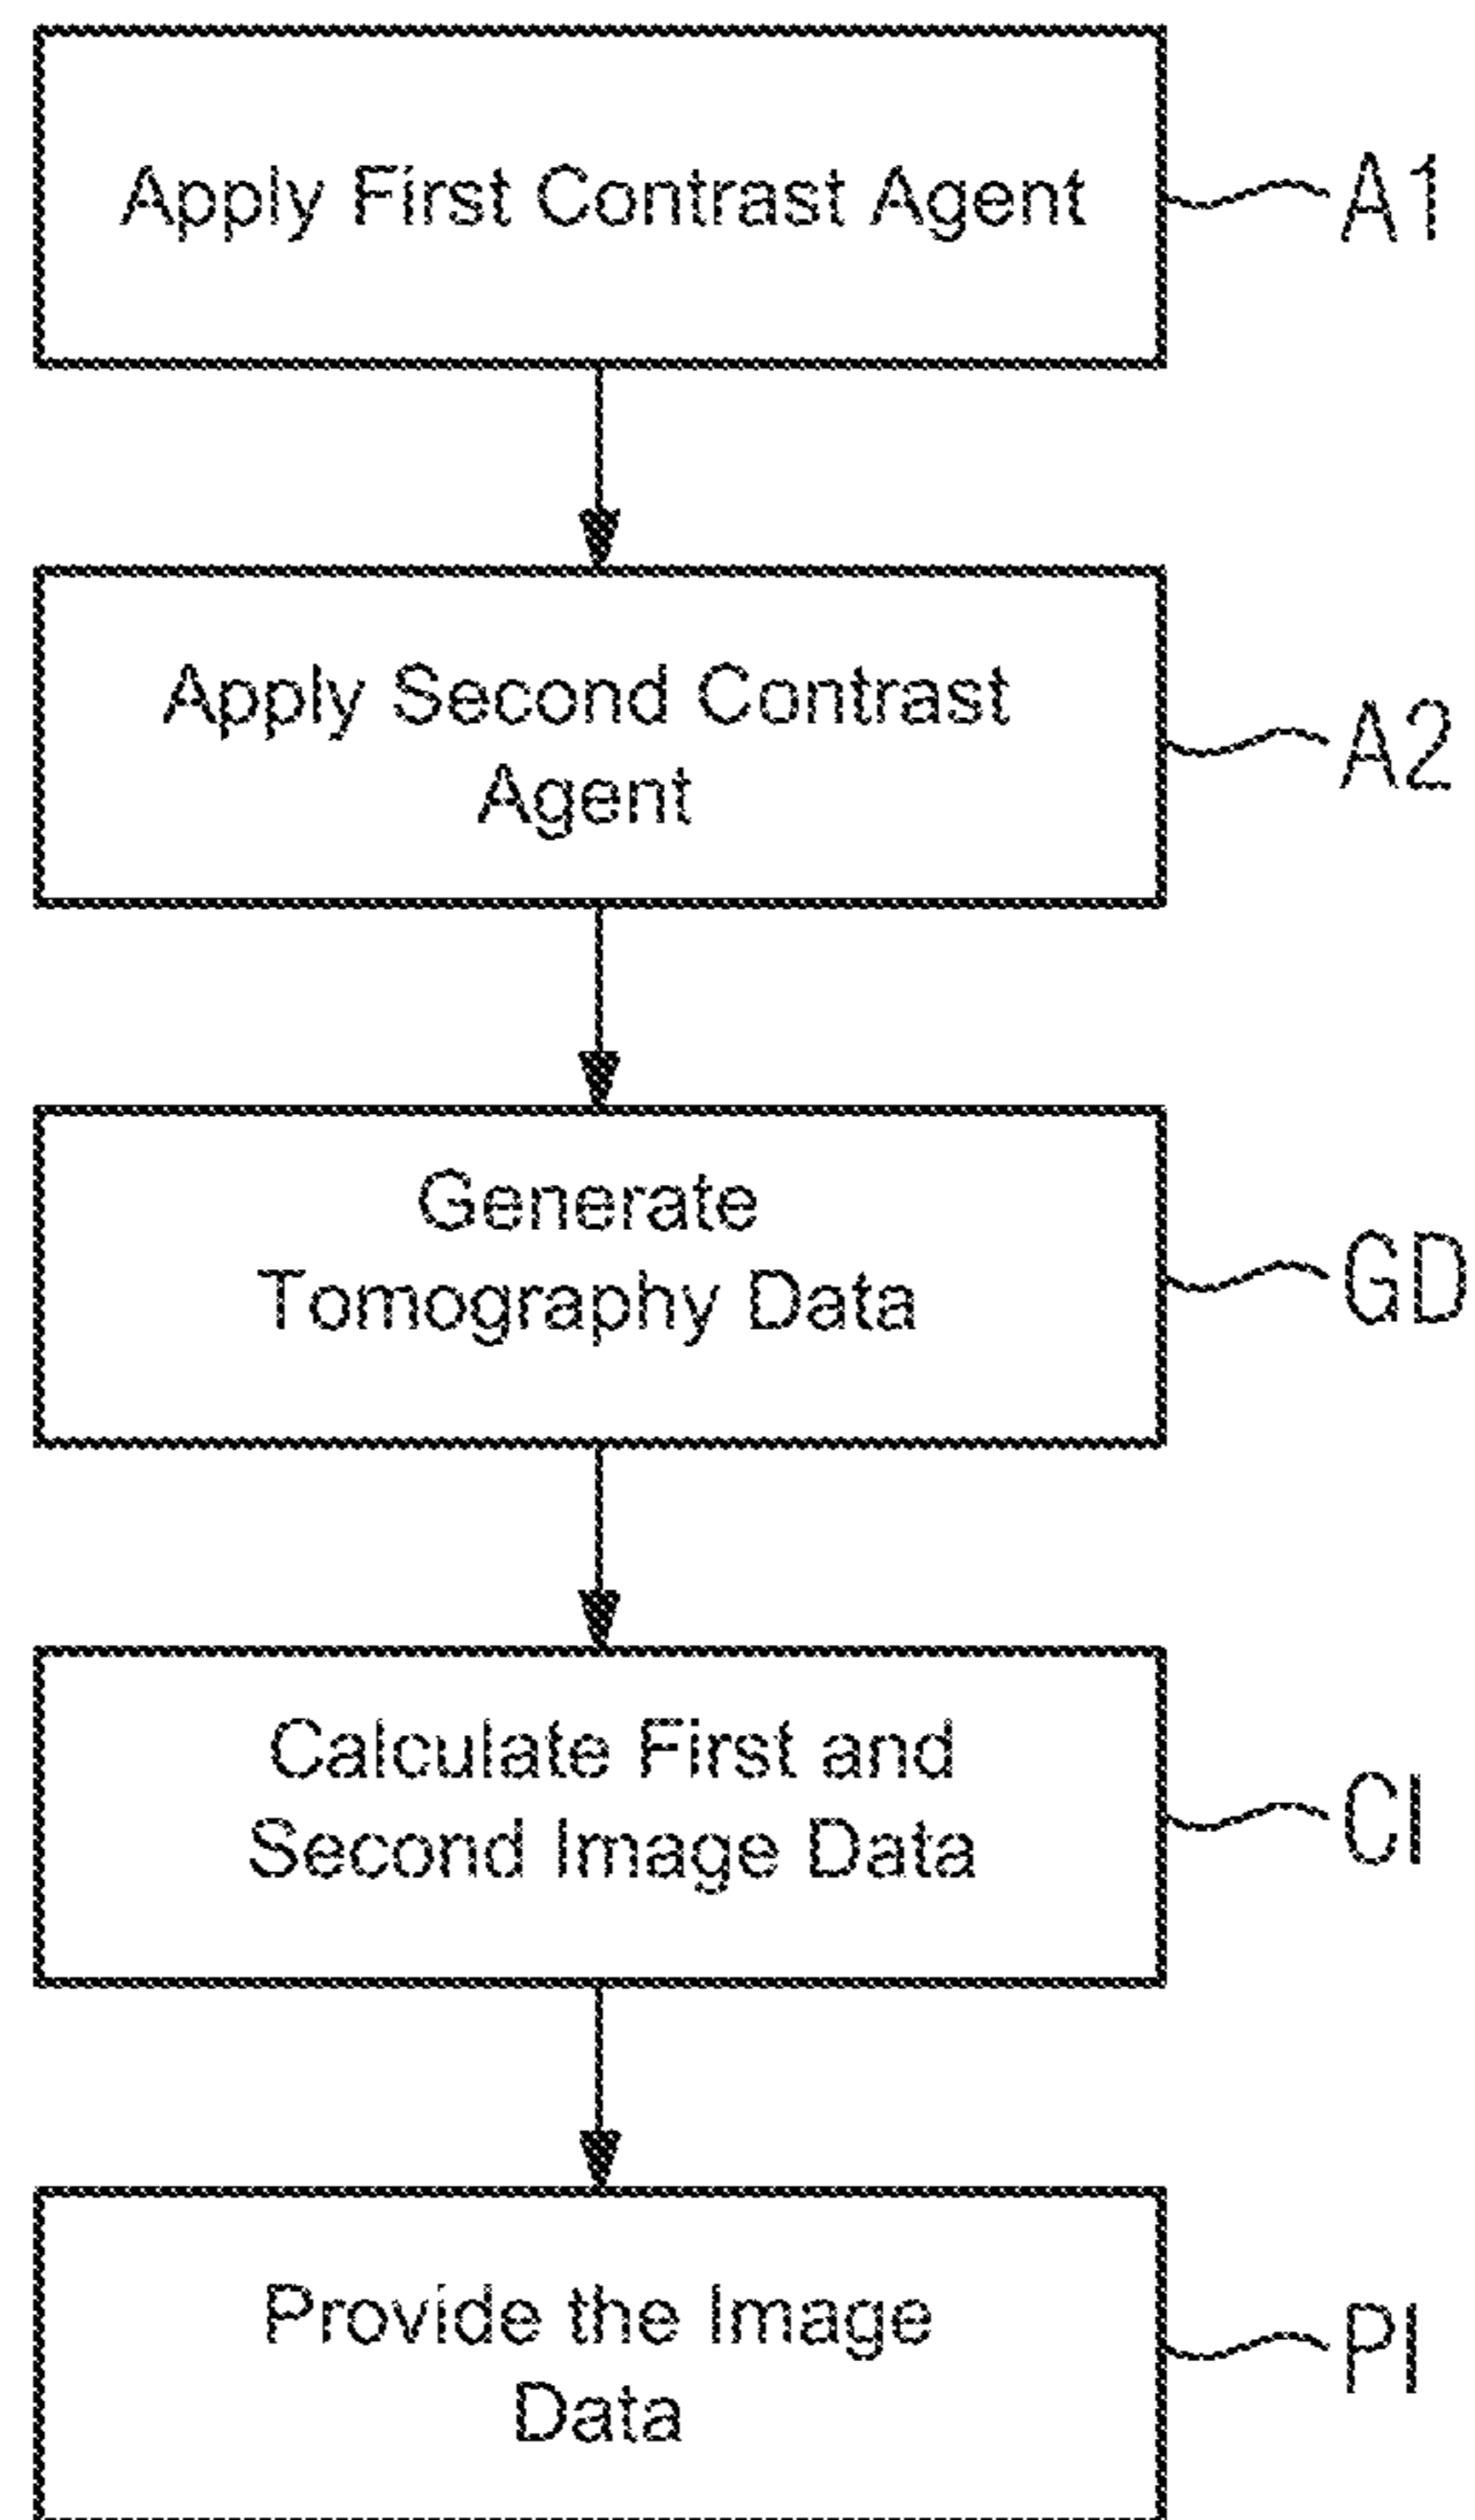 Apply First Contrast Agent
A1
Apply Second Contrast
Agent
A2
Generate
Tomography Data
GD
Calculate First and
Second Image Data
CI
Provide the Image
Data
PI